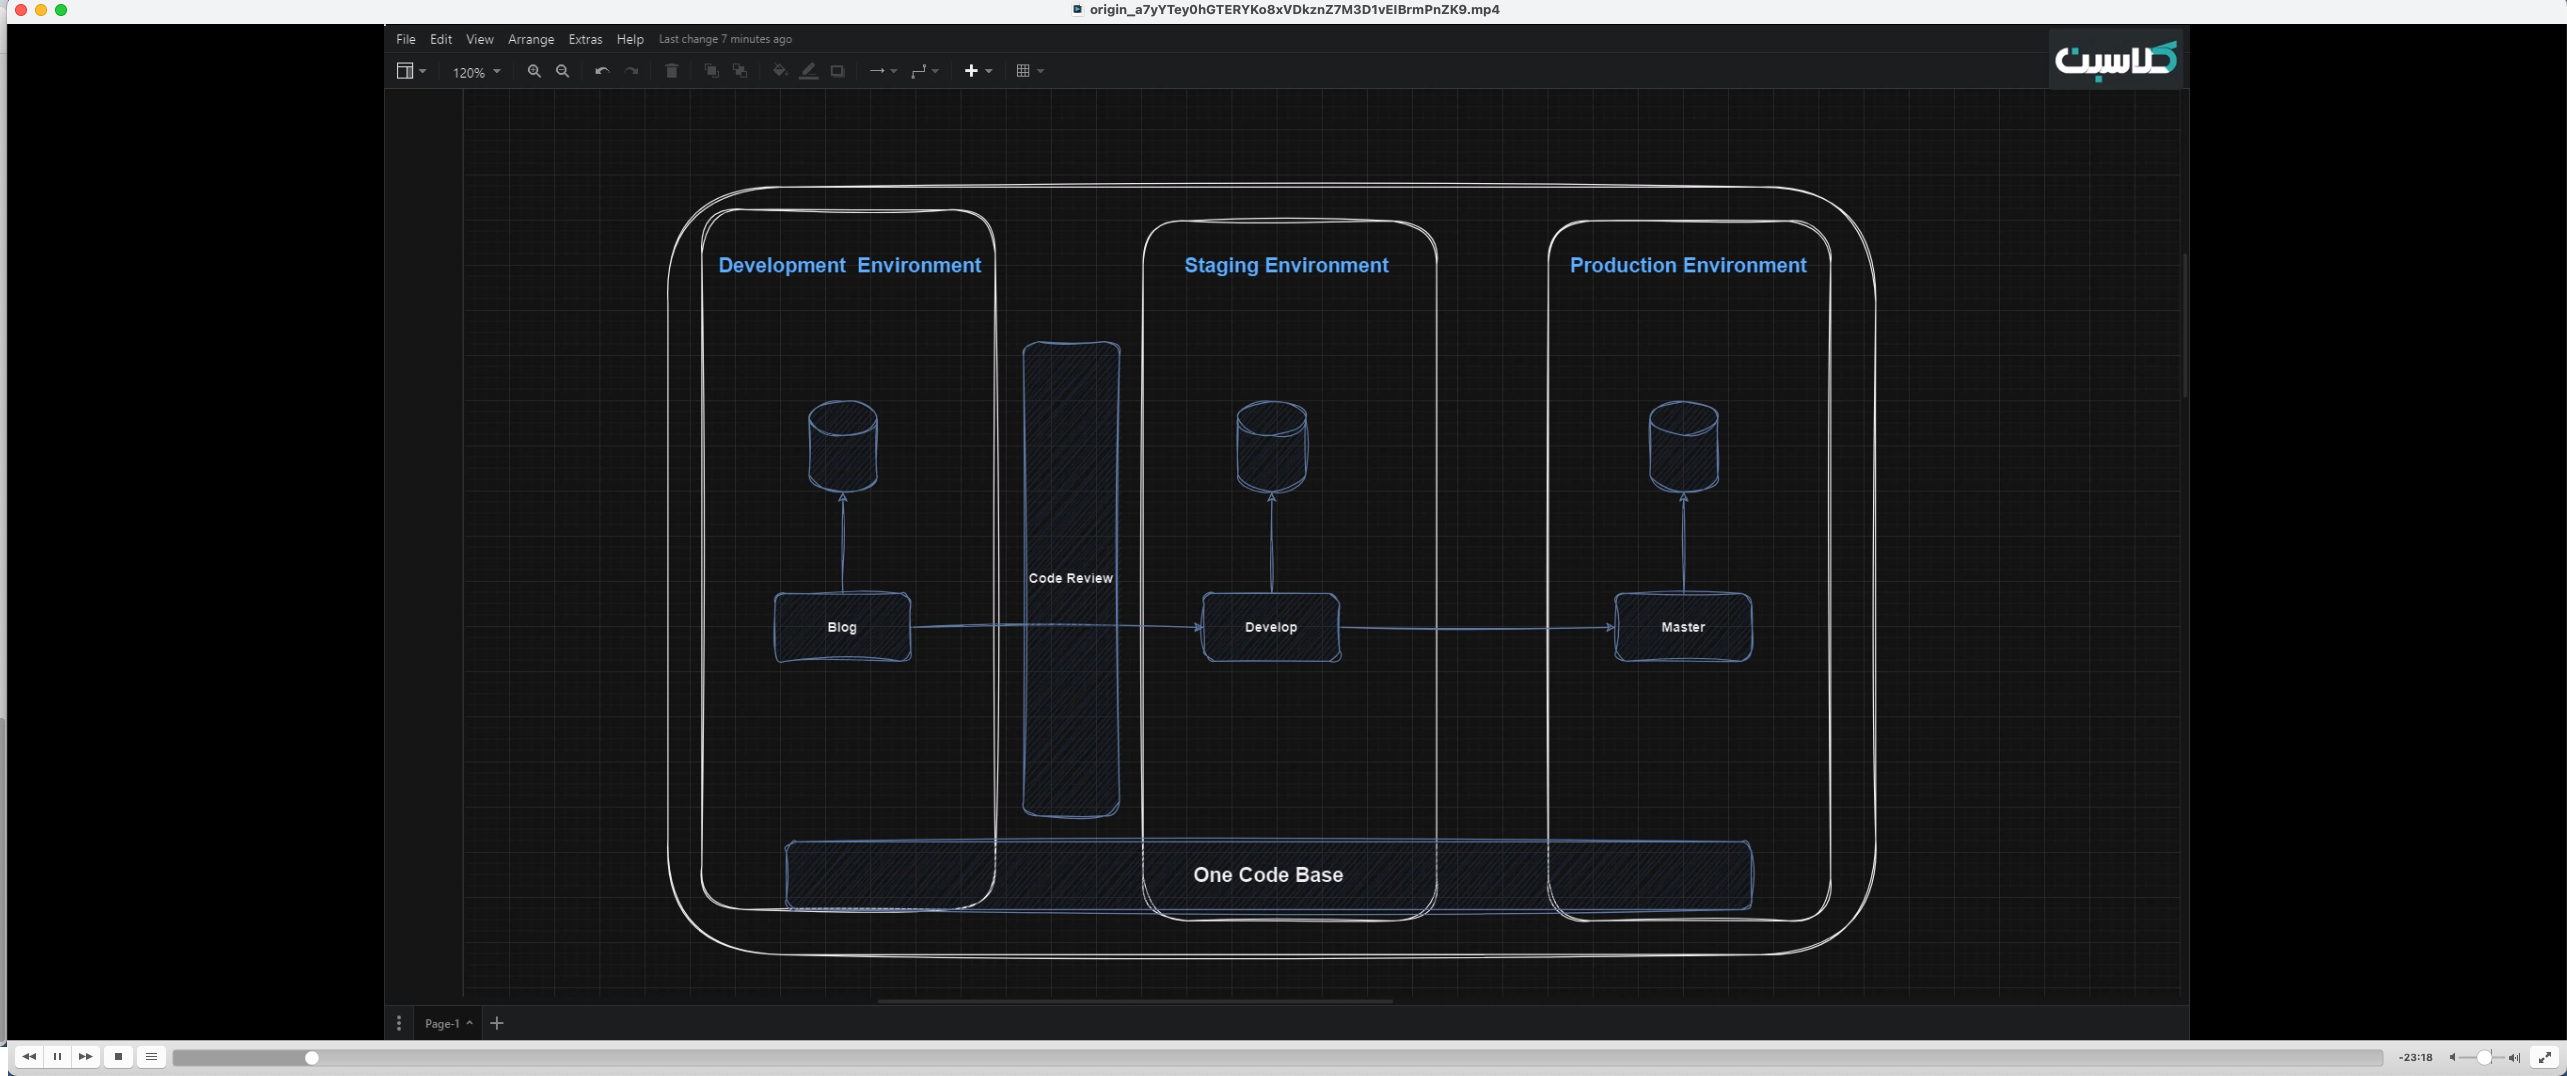 origin_a7yYTey0hGTERYKo8xVDkznZ7M3D1vEIBrmPnZK9.mp4
File Edit View Arrange Extras Help Last change 7 minutes ago
کلاسبن
120%
Development Environment
Staging Environment
Production Environment
Code Review
Blog
Develop
Master
One Code Base
Page-1
-23:18